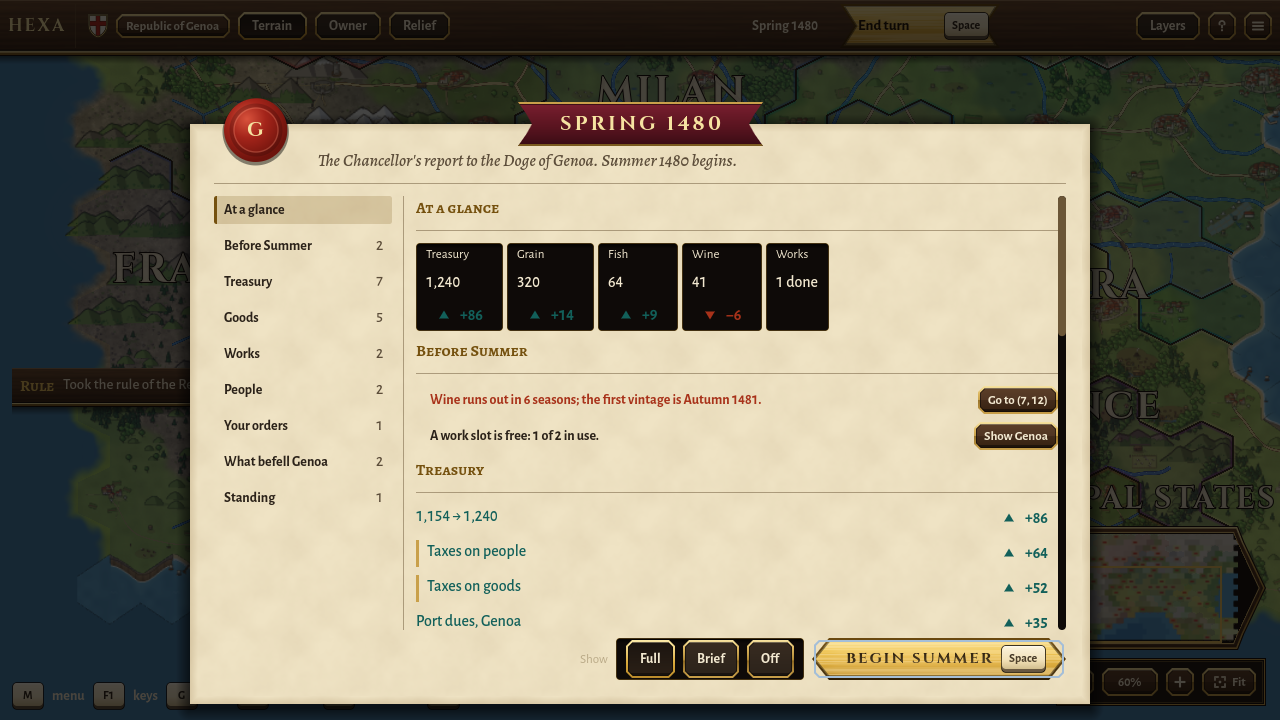 HEXA
Republic of Genoa
Terrain
Owner
Relief
Spring 1480
End turn
Space
Layers
?
MILAN
SPRING 1480
G
The Chancellor's report to the Doge of Genoa. Summer 1480 begins.
At a glance
Before Summer 2
Treasury 7
Goods 5
Works 2
People 2
Your orders 1
What befell Genoa 2
Standing 1
At a glance
Treasury
1,240
▲ +86
Grain
320
▲ +14
Fish
64
▲ +9
Wine
41
▼ −6
Works
1 done
Before Summer
Wine runs out in 6 seasons; the first vintage is Autumn 1481.
Go to (7, 12)
A work slot is free: 1 of 2 in use.
Show Genoa
Treasury
1,154 → 1,240 ▲ +86
Taxes on people ▲ +64
Taxes on goods ▲ +52
Port dues, Genoa ▲ +35
Show
Full
Brief
Off
BEGIN SUMMER
Space
FRA
RA
NCE
PAL STATES
Rule Took the rule of the Re
M menu
F1 keys
G
60%
+
Fit